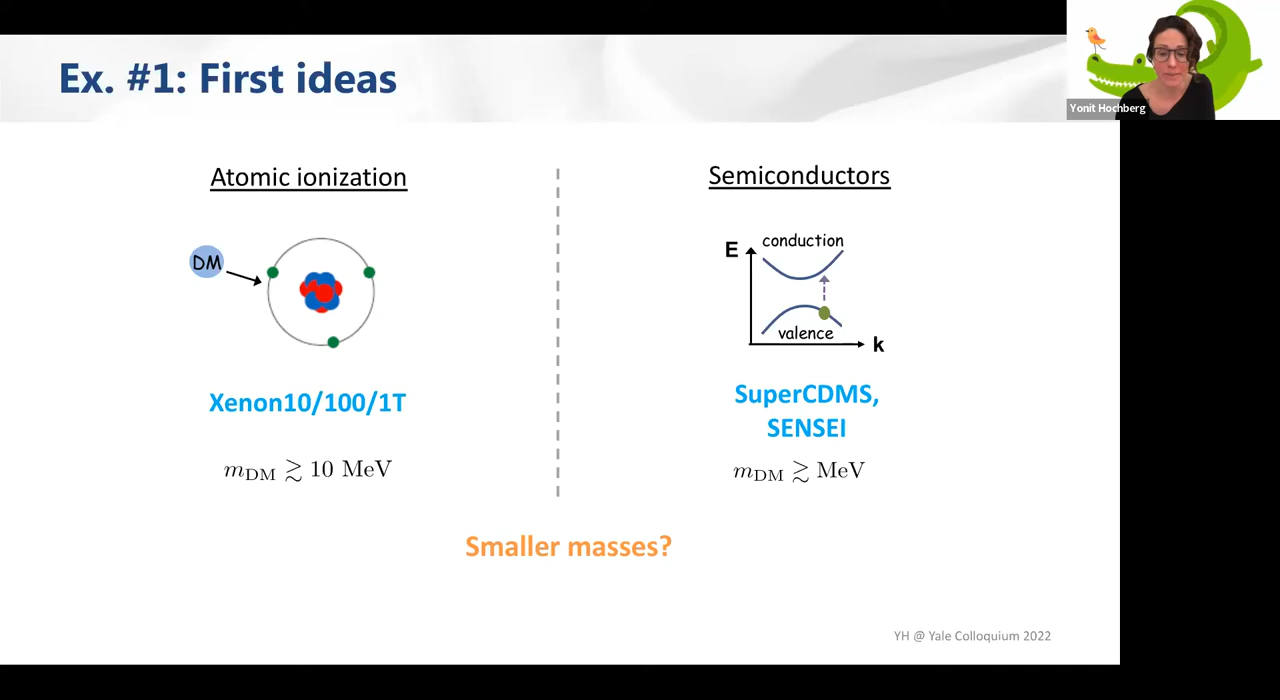 Ex. #1: First ideas
Yonit Hochberg
Atomic ionization
DM
Xenon10/100/1T
m_DM ≳ 10 MeV
Semiconductors
E
conduction
valence
k
SuperCDMS,
SENSEI
m_DM ≳ MeV
Smaller masses?
YH @ Yale Colloquium 2022